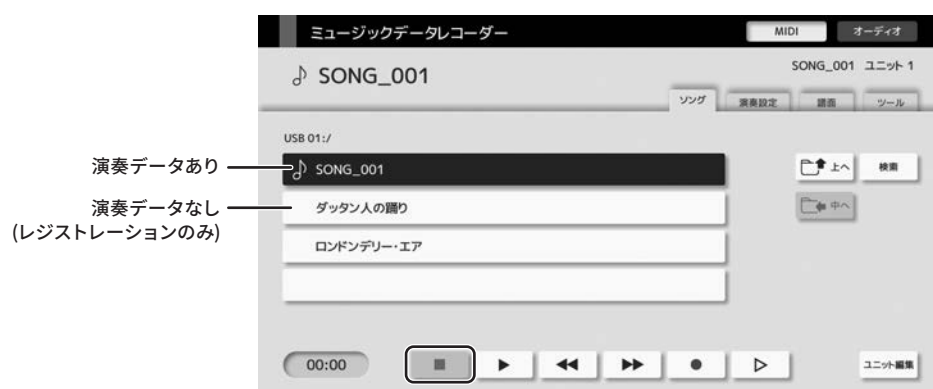 ミュージックデータレコーダー
MIDI
オーディオ
♪ SONG_001
SONG_001 ユニット 1
ソング
演奏設定
譜面
ツール
USB 01:/
演奏データあり
♪ SONG_001
上へ
検索
演奏データなし
(レジストレーションのみ)
ダッタン人の踊り
中へ
ロンドンデリー・エア
00:00
ユニット編集